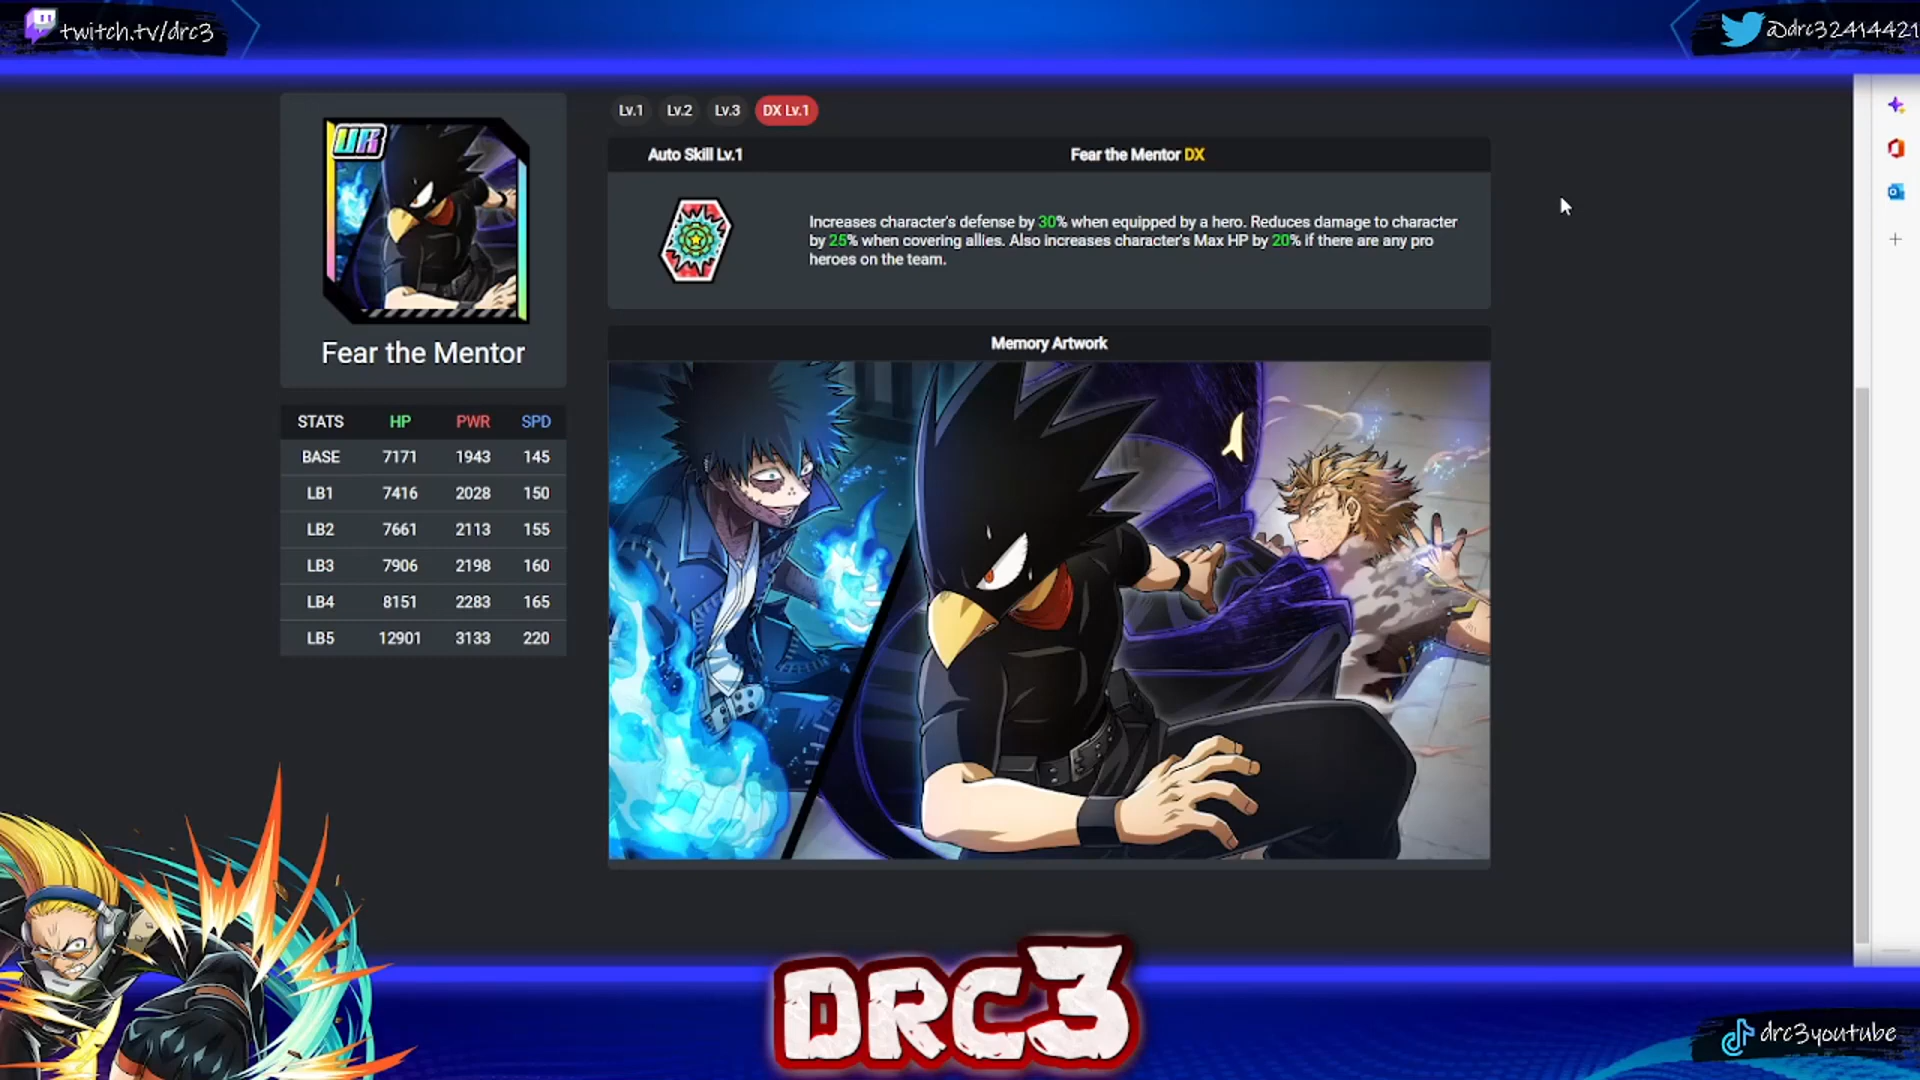 twitch.tv/drc3
@drc32414421
Lv.1 Lv.2 Lv.3 DX Lv.1
Auto Skill Lv.1
Fear the Mentor DX
Increases character's defense by 30% when equipped by a hero. Reduces damage to character
by 25% when covering allies. Also increases character's Max HP by 20% if there are any pro
heroes on the team.
UR
Fear the Mentor
Memory Artwork
STATS HP PWR SPD
BASE 7171 1943 145
LB1 7416 2028 150
LB2 7661 2113 155
LB3 7906 2198 160
LB4 8151 2283 165
LB5 12901 3133 220
DRC3
drc3youtube